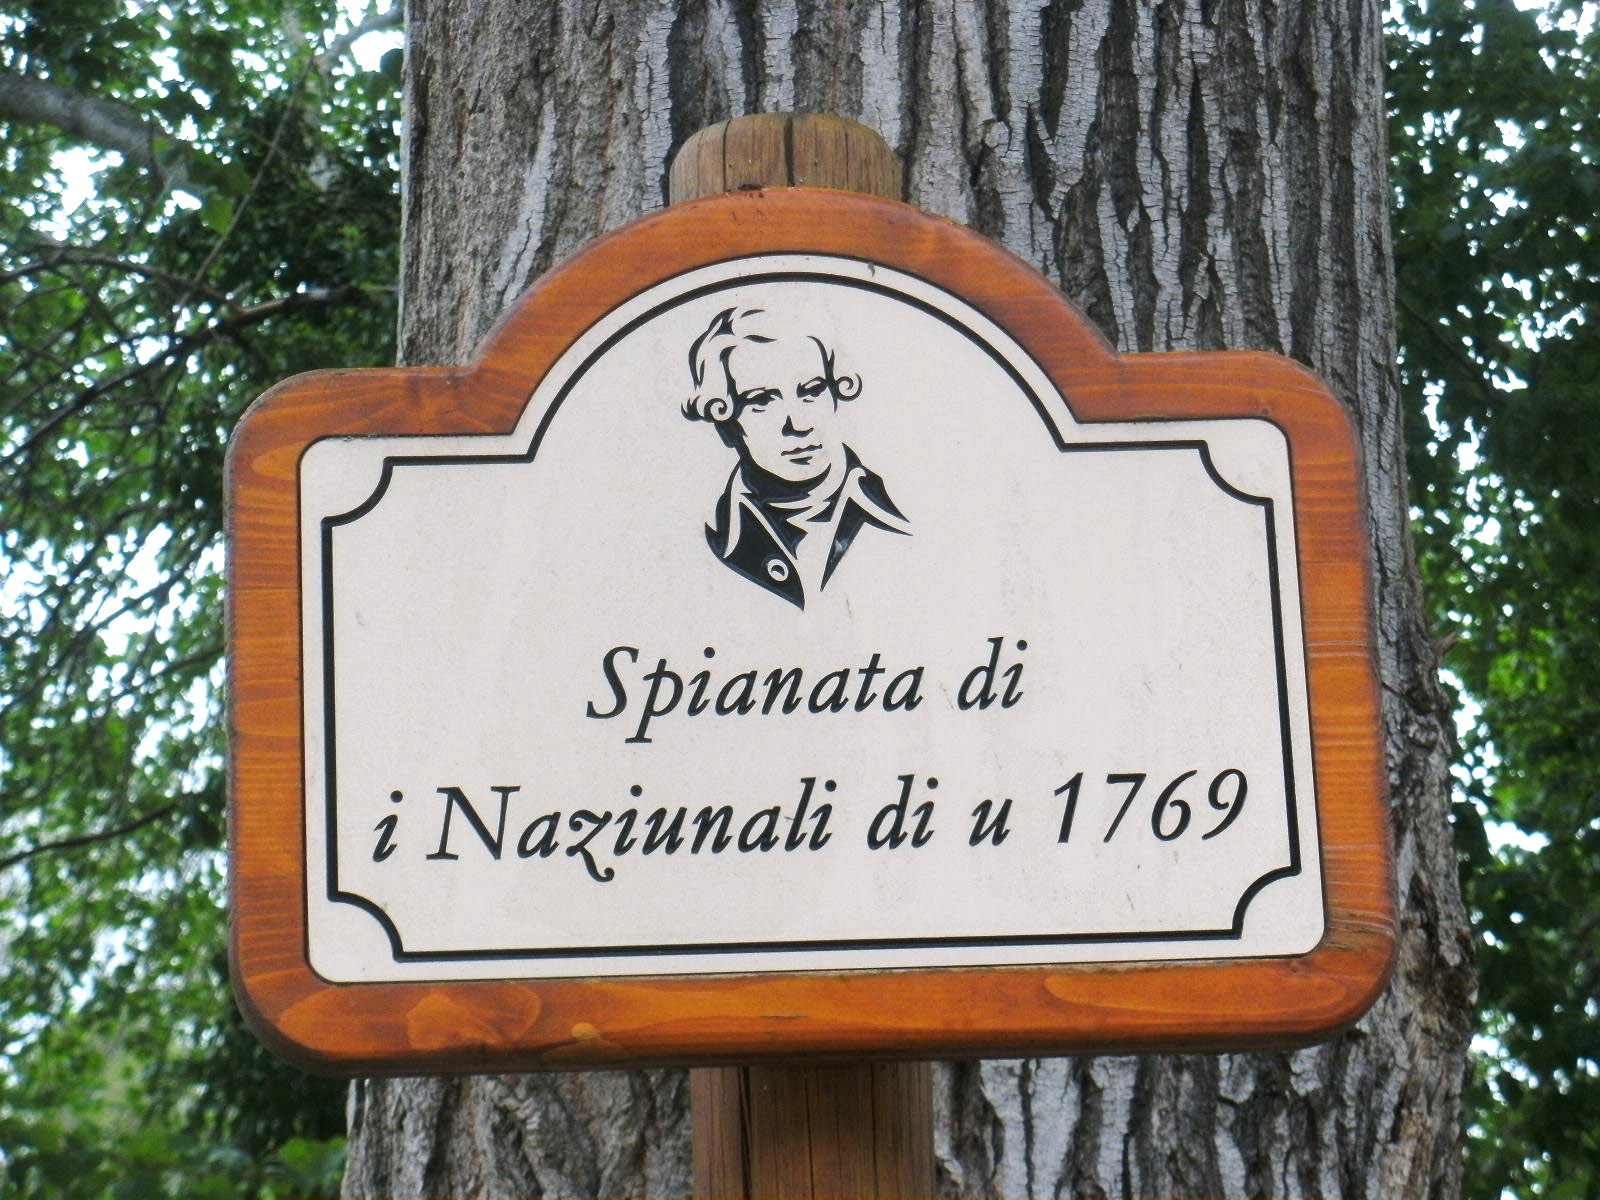 Spianata di
i Naziunali di u 1769